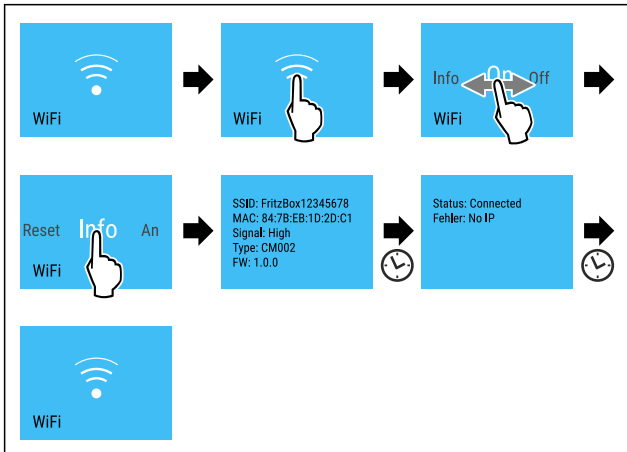 WiFi
WiFi
Info On Off
WiFi
Reset Info An
WiFi
SSID: FritzBox12345678
MAC: 84:7B:EB:1D:2D:C1
Signal: High
Type: CM002
FW: 1.0.0
Status: Connected
Fehler: No IP
WiFi